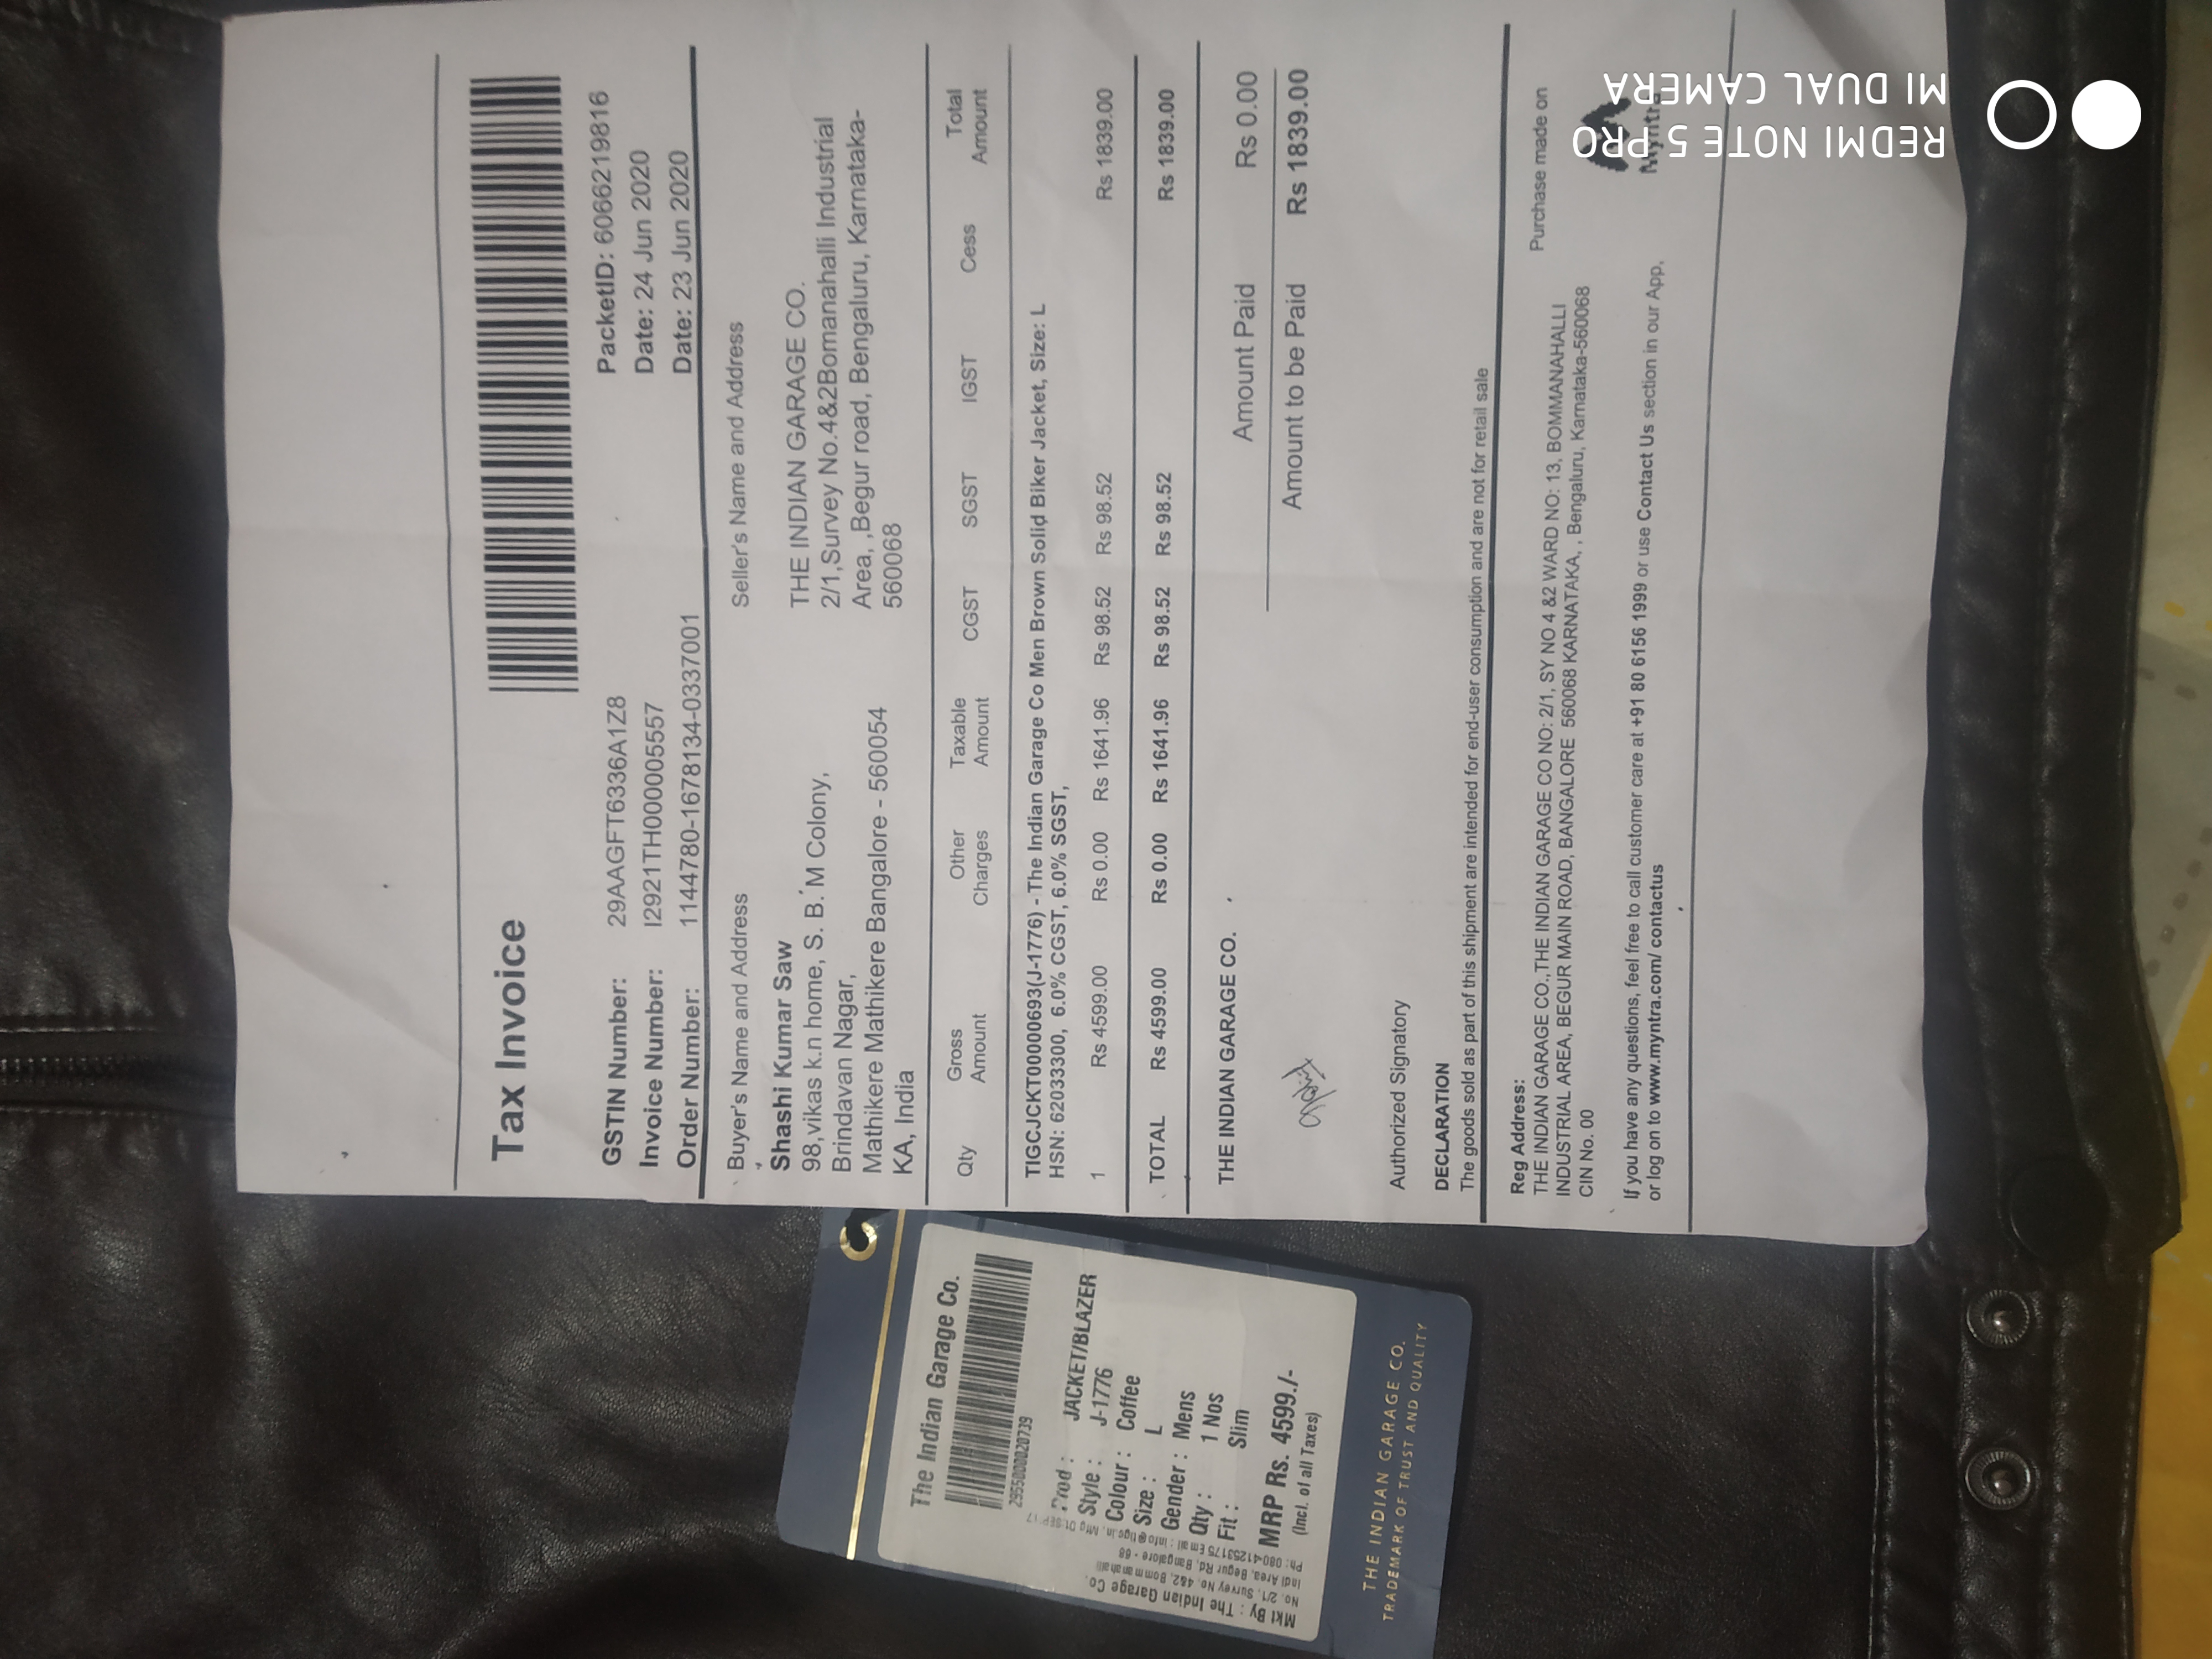 The Indian Garage Co.
29550002073​9
Prod : JACKET/BLAZER
Style : J-1776
Colour : Coffee
Size : L
Gender : Mens
Qty : 1 Nos
Fit : Slim
MRP Rs. 4599./-
(Incl. of all Taxes)
Mkt By : The Indian Garage Co.
No. 2/1, Survey No. 4&2, Bommanahalli
Indl Area, Begur Rd, Bangalore - 68
Ph: 080-41253175 Email : info@tigc.in, Mfg Dt:SEP'17
THE INDIAN GARAGE CO.
TRADEMARK OF TRUST AND QUALITY
Tax Invoice
GSTIN Number: 29AAGFT6336A1Z8 PacketID: 6066219816
Invoice Number: I2921TH000005557 Date: 24 Jun 2020
Order Number: 1144780-1678134-0337001 Date: 23 Jun 2020
Buyer's Name and Address Seller's Name and Address
Shashi Kumar Saw THE INDIAN GARAGE CO.
98,vikas k.n home, S. B. M Colony, 2/1,Survey No.4&2Bomanahalli Industrial
Brindavan Nagar, Area, ,Begur road, Bengaluru, Karnataka-
Mathikere Mathikere Bangalore - 560054 560068
KA, India
Qty Gross Amount Other Charges Taxable Amount CGST SGST IGST Cess Total Amount
TIGCJCKT00000693(J-1776) - The Indian Garage Co Men Brown Solid Biker Jacket, Size: L
HSN: 62033300, 6.0% CGST, 6.0% SGST,
1 Rs 4599.00 Rs 0.00 Rs 1641.96 Rs 98.52 Rs 98.52 Rs 1839.00
TOTAL Rs 4599.00 Rs 0.00 Rs 1641.96 Rs 98.52 Rs 98.52 Rs 1839.00
THE INDIAN GARAGE CO. Amount Paid Rs 0.00
Amount to be Paid Rs 1839.00
Authorized Signatory
DECLARATION
The goods sold as part of this shipment are intended for end-user consumption and are not for retail sale
Reg Address:
THE INDIAN GARAGE CO.,THE INDIAN GARAGE CO NO: 2/1, SY NO 4 &2 WARD NO: 13, BOMMANAHALLI
INDUSTRIAL AREA, BEGUR MAIN ROAD, BANGALORE 560068 KARNATAKA, , Bengaluru, Karnataka-560068
CIN No. 00
Purchase made on
Myntra
If you have any questions, feel free to call customer care at +91 80 6156 1999 or use Contact Us section in our App,
or log on to www.myntra.com/ contactus
REDMI NOTE 5 PRO
MI DUAL CAMERA